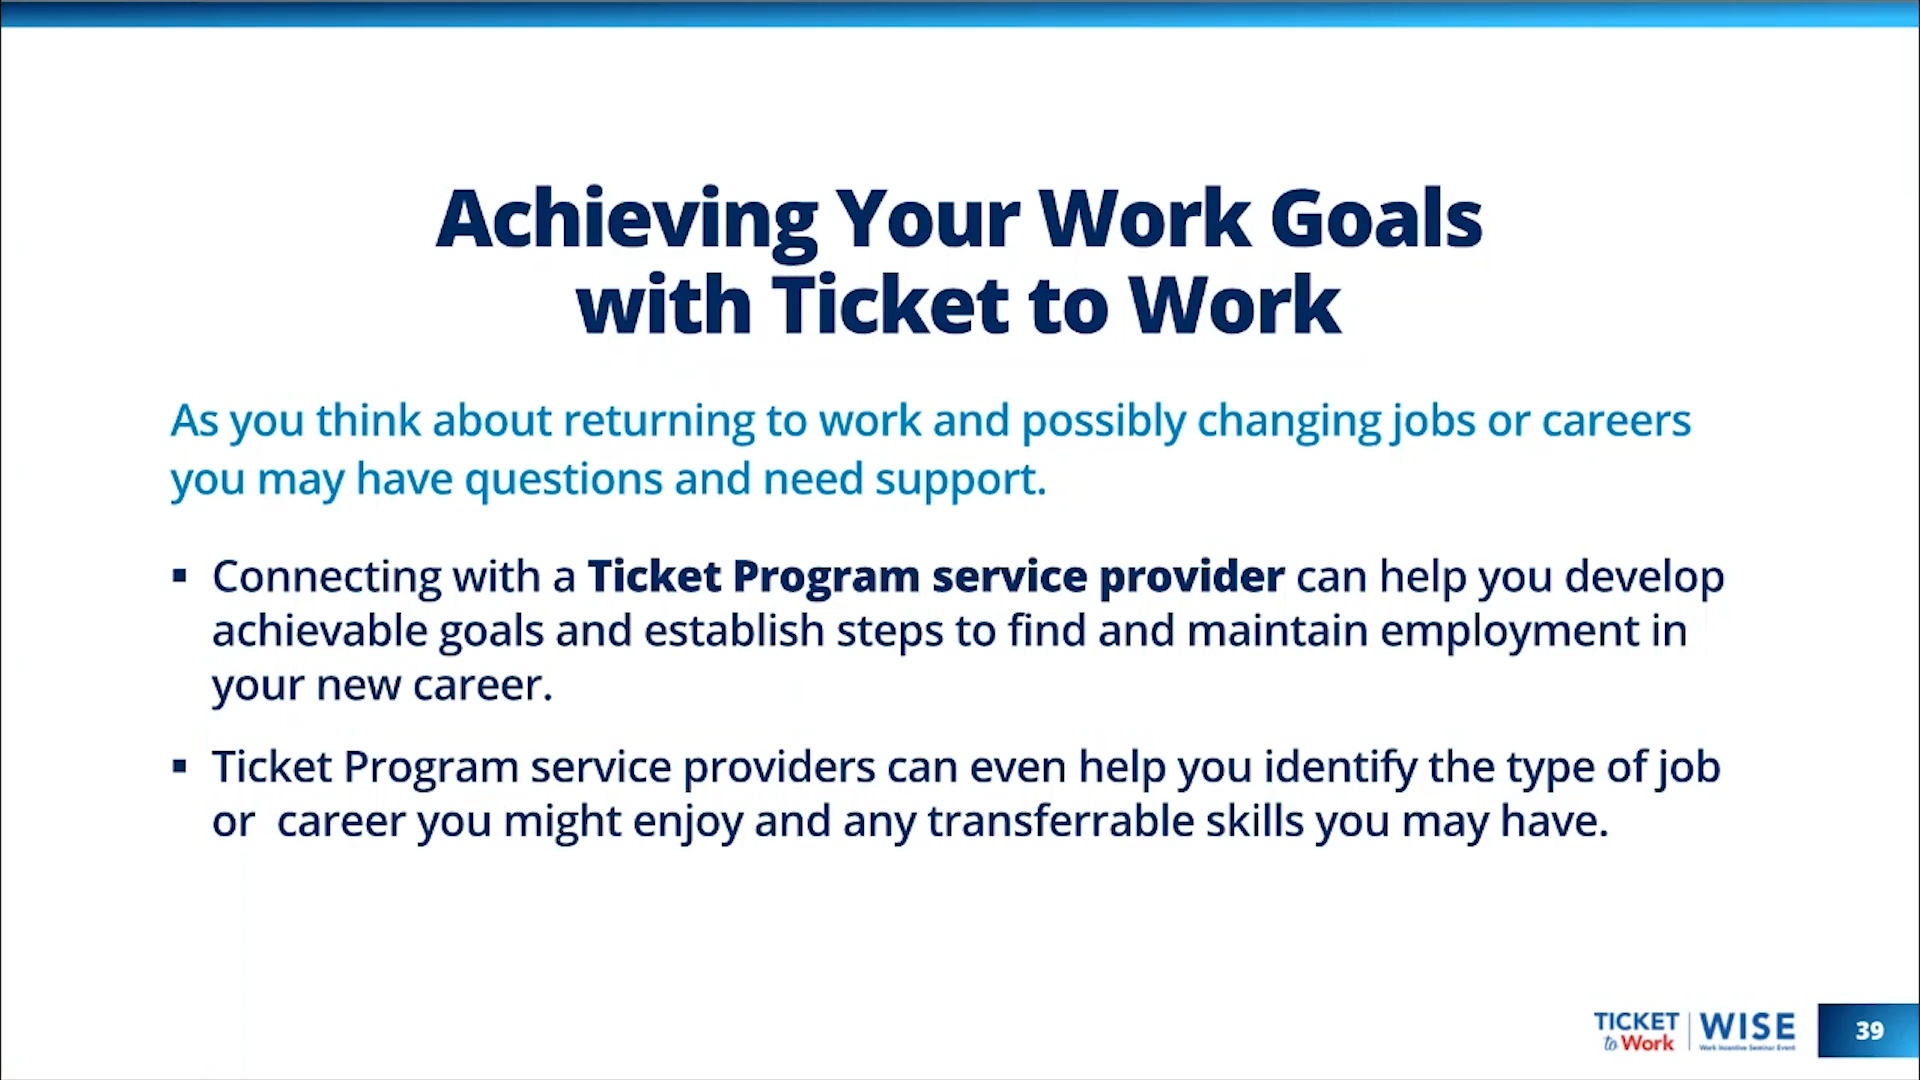 Achieving Your Work Goals
with Ticket to Work
As you think about returning to work and possibly changing jobs or careers
you may have questions and need support.
▪ Connecting with a Ticket Program service provider can help you develop
achievable goals and establish steps to find and maintain employment in
your new career.
▪ Ticket Program service providers can even help you identify the type of job
or  career you might enjoy and any transferrable skills you may have.
TICKET
to Work
WISE
Work Incentive Seminar Event
39